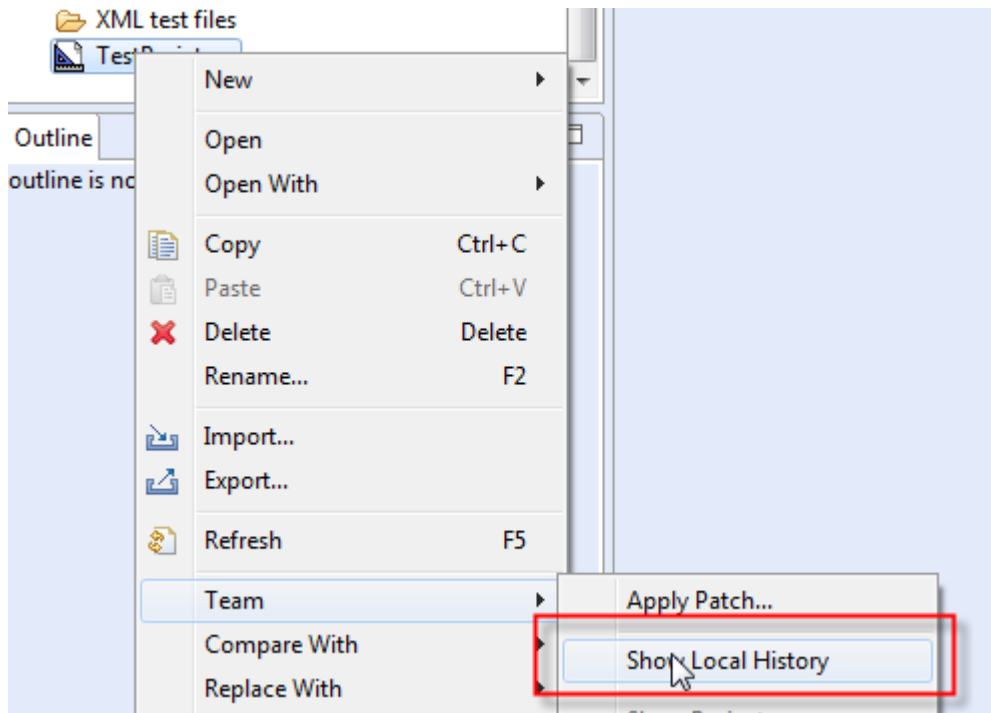 XML test files
New
Outline
Open
outline is
Open With
Copy Ctrl+C
Paste Ctrl+V
Delete Delete
Rename... F2
Import...
Export...
Refresh F5
Team
Apply Patch...
Compare With
Show Local History
Replace With